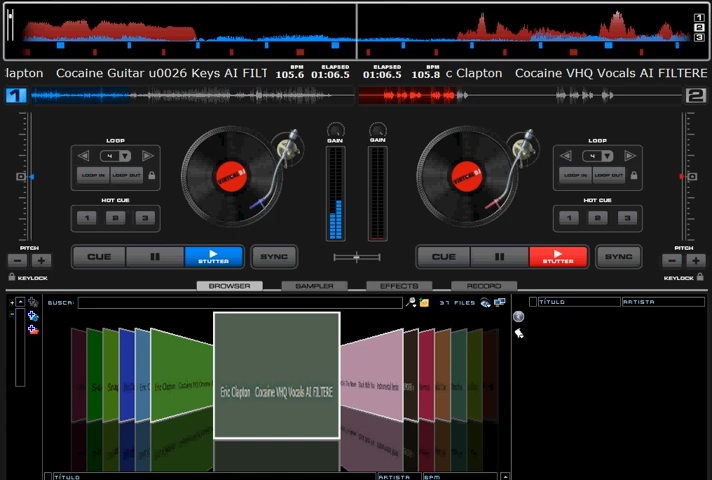 1
2
3
lapton Cocaine Guitar u0026 Keys AI FILT BPM 105.6 ELAPSED 01:06.5
ELAPSED 01:06.5 BPM 105.8 c Clapton Cocaine VHQ Vocals AI FILTERE
1
2
LOOP
4
LOOP IN LOOP OUT
HOT CUE
1 2 3
PITCH
KEYLOCK
CUE STUTTER SYNC
GAIN GAIN
LOOP
4
LOOP IN LOOP OUT
HOT CUE
1 2 3
CUE STUTTER SYNC
PITCH
KEYLOCK
BROWSER SAMPLER EFFECTS RECORD
BUSCA: 37 FILES
TÍTULO ARTISTA
Eric Clapton Cocaine VHQ Vocals AI FILTERE
TÍTULO ARTISTA BPM